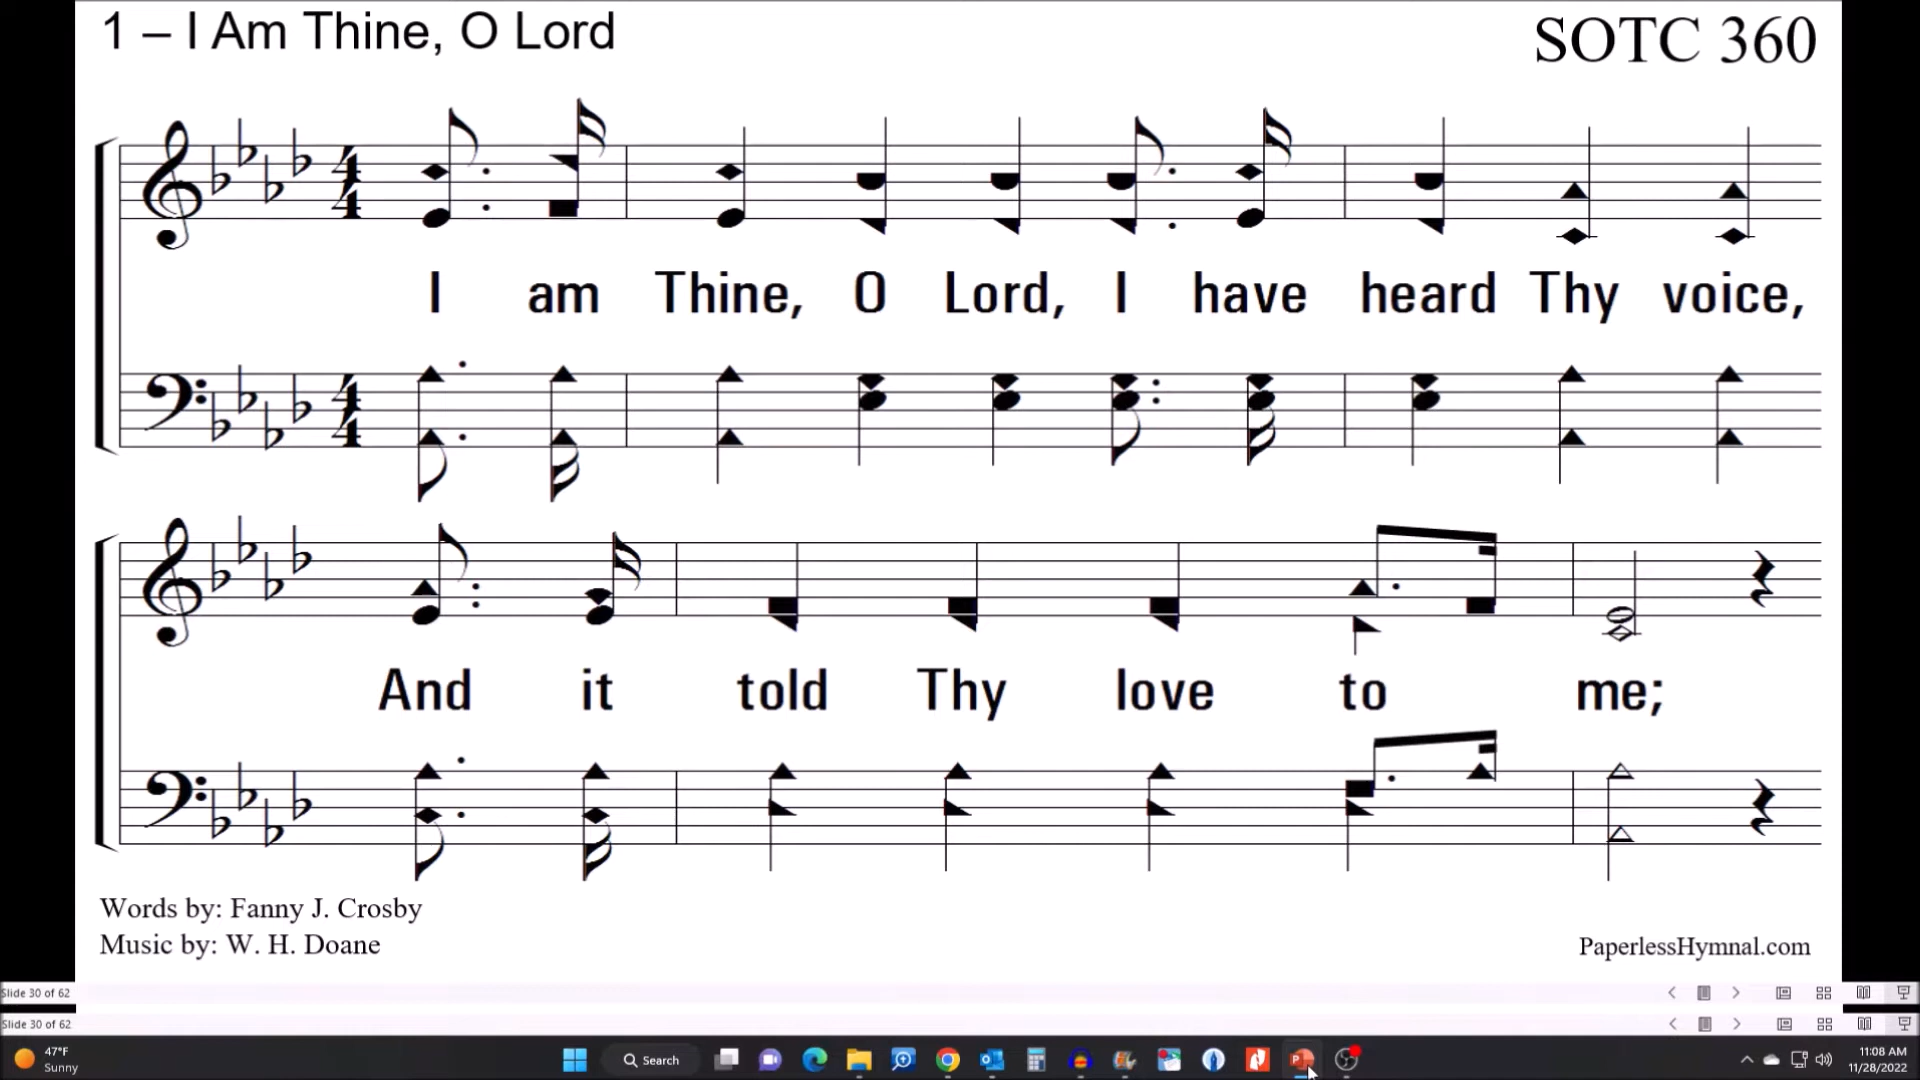 1 – I Am Thine, O Lord
SOTC 360
I am Thine, O Lord, I have heard Thy voice,
And it told Thy love to me;
Words by: Fanny J. Crosby
Music by: W. H. Doane
PaperlessHymnal.com
Slide 30 of 62
Slide 30 of 62
47°F
Sunny
Search
11:08 AM
11/28/2022